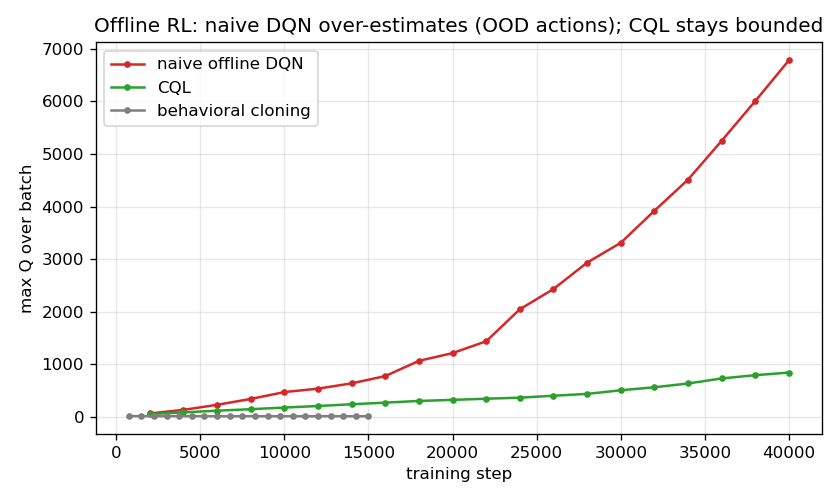 Offline RL: naive DQN over-estimates (OOD actions); CQL stays bounded
naive offline DQN
CQL
behavioral cloning
max Q over batch
7000
6000
5000
4000
3000
2000
1000
0
0 5000 10000 15000 20000 25000 30000 35000 40000
training step